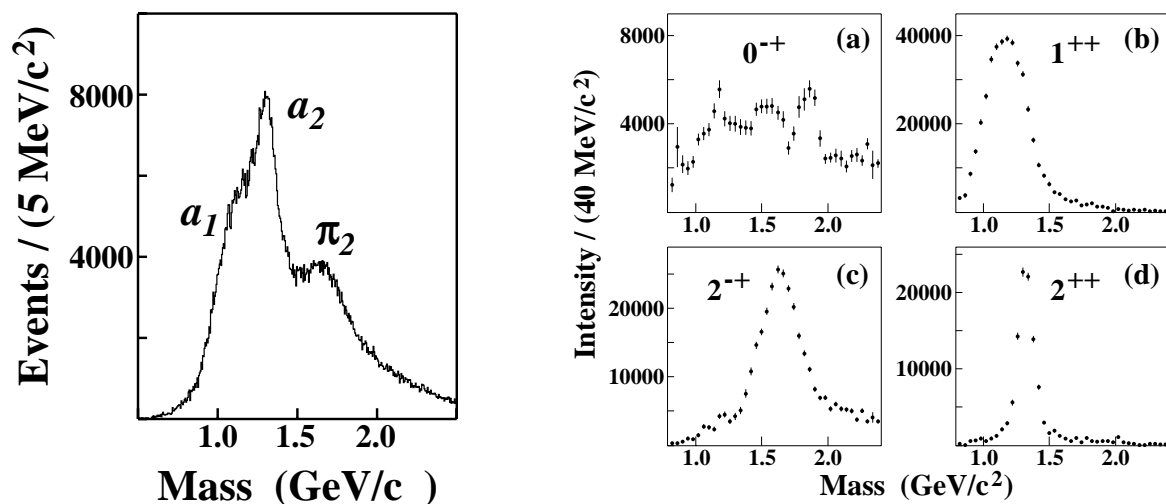 Events / (5 MeV/c²)
8000
4000
a₁
a₂
π₂
1.0 1.5 2.0
Mass (GeV/c )
Intensity / (40 MeV/c²)
8000
4000
0⁻⁺
(a)
1.0 1.5 2.0
40000
20000
1⁺⁺
(b)
1.0 1.5 2.0
20000
10000
2⁻⁺
(c)
1.0 1.5 2.0
20000
10000
2⁺⁺
(d)
1.0 1.5 2.0
Mass (GeV/c²)